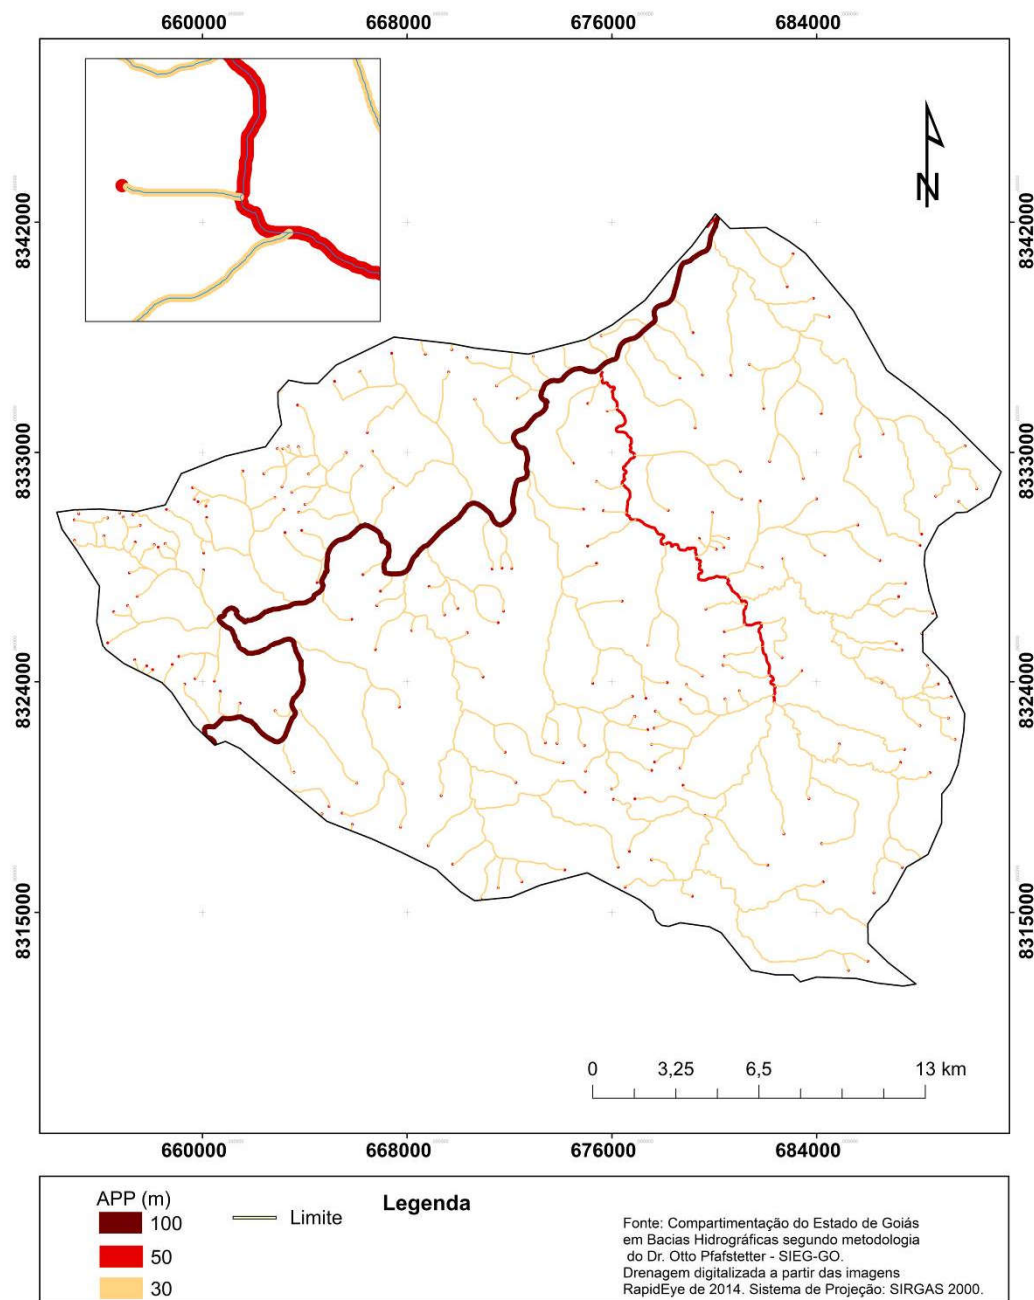 660000 668000 676000 684000
8342000 8342000
N
8333000 8333000
8324000 8324000
8315000 8315000
0 3,25 6,5 13 km
660000 668000 676000 684000
Legenda
APP (m)
100
50
30
Limite
Fonte: Compartimentação do Estado de Goiás
em Bacias Hidrográficas segundo metodologia
do Dr. Otto Pfafstetter - SIEG-GO.
Drenagem digitalizada a partir das imagens
RapidEye de 2014. Sistema de Projeção: SIRGAS 2000.